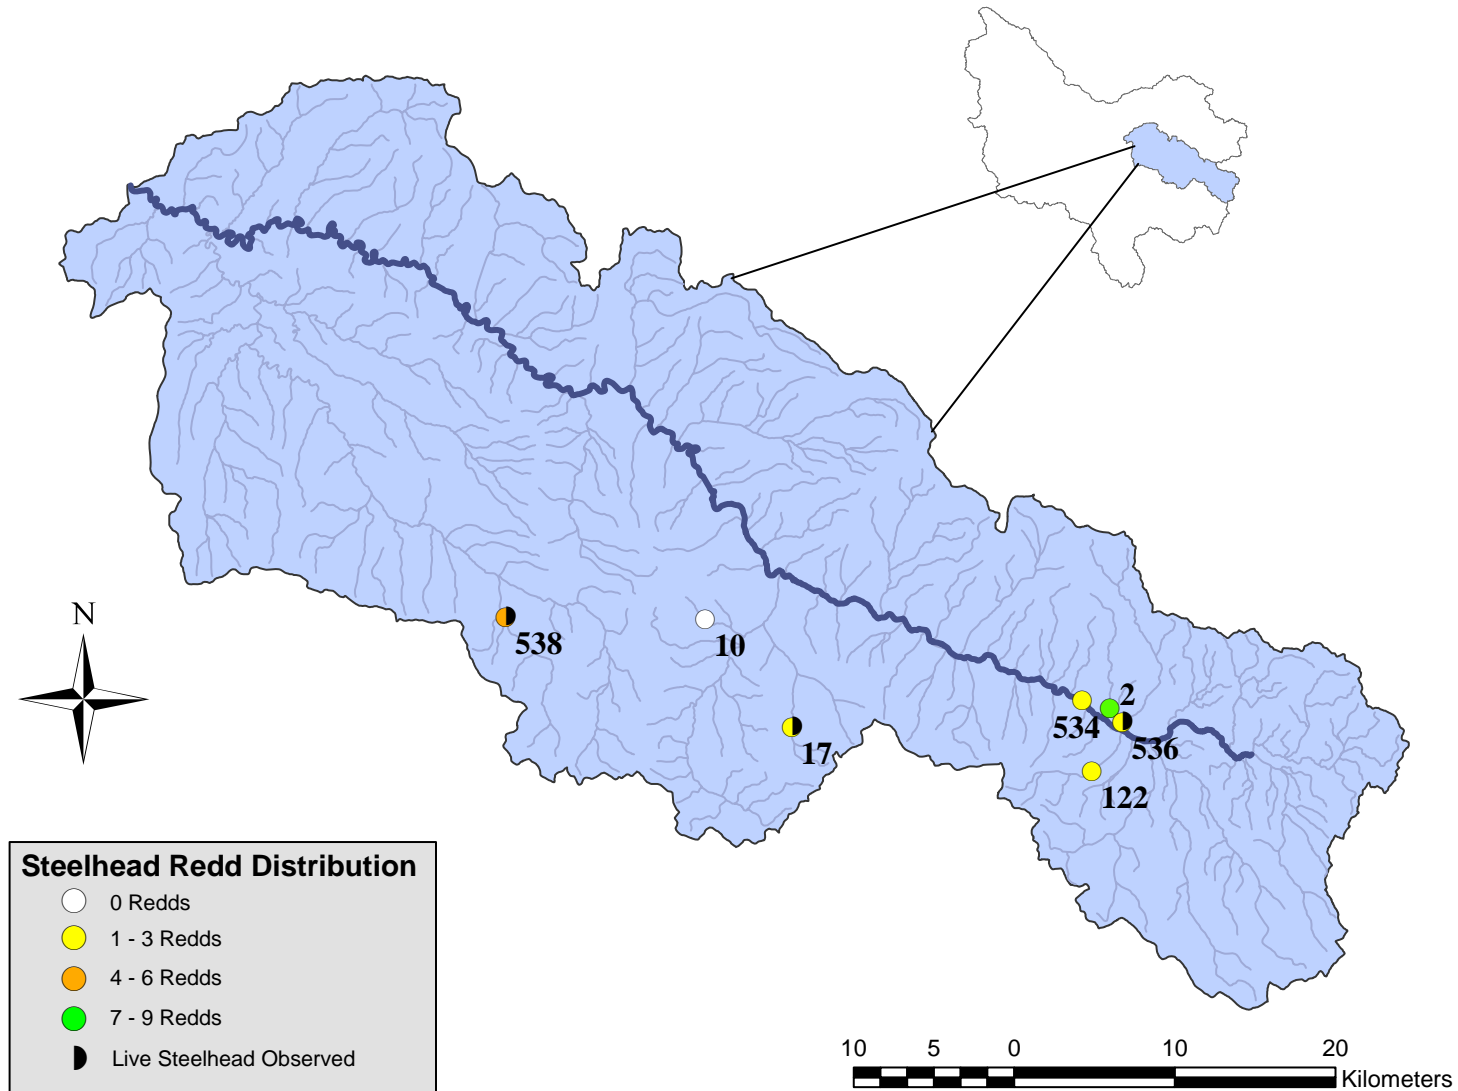 N
538
10
17
2
534
536
122
Steelhead Redd Distribution
0 Redds
1 - 3 Redds
4 - 6 Redds
7 - 9 Redds
Live Steelhead Observed
10 5 0 10 20
Kilometers